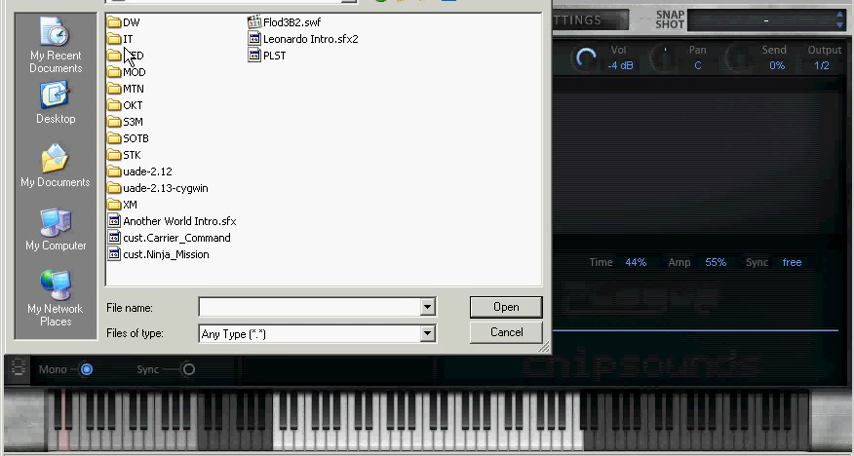 My Recent
Documents
Desktop
My Documents
My Computer
My Network
Places
DW
IT
MOD
MTN
OKT
S3M
SOTB
STK
uade-2.12
uade-2.13-cygwin
XM
Another World Intro.sfx
cust.Carrier_Command
cust.Ninja_Mission
Flod3B2.swf
Leonardo Intro.sfx2
PLST
File name:
Open
Files of type:
Any Type (*.*)
Cancel
TTINGS
SNAP
SHOT
-
Vol
-4 dB
Pan
C
Send
0%
Output
1/2
Time 44% Amp 55% Sync free
chipsounds
Mono
Sync